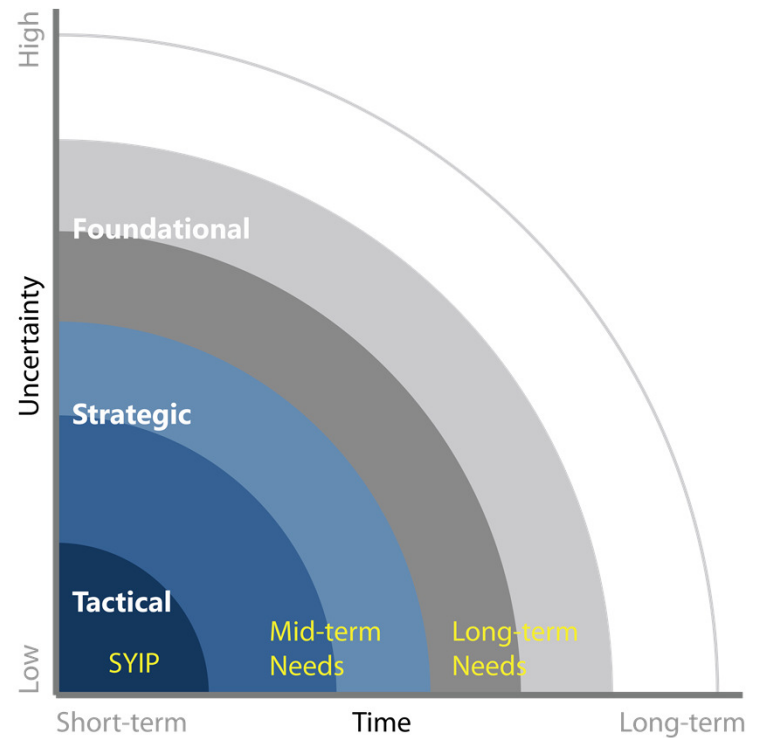 High
Foundational
Uncertainty
Strategic
Tactical
SYIP
Mid-term
Needs
Long-term
Needs
Low
Short-term
Time
Long-term